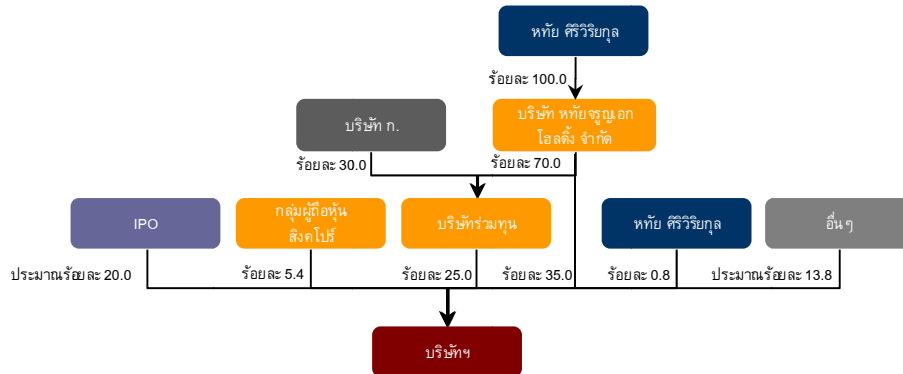 หทัย ศิริวิริยกุล
ร้อยละ 100.0
บริษัท ก.
บริษัท หทัยจรูญเอก
โฮลดิ้ง จำกัด
ร้อยละ 30.0
ร้อยละ 70.0
IPO
กลุ่มผู้ถือหุ้น
สิงคโปร์
บริษัทร่วมทุน
หทัย ศิริวิริยกุล
อื่นๆ
ประมาณร้อยละ 20.0
ร้อยละ 5.4
ร้อยละ 25.0
ร้อยละ 35.0
ร้อยละ 0.8
ประมาณร้อยละ 13.8
บริษัทฯ